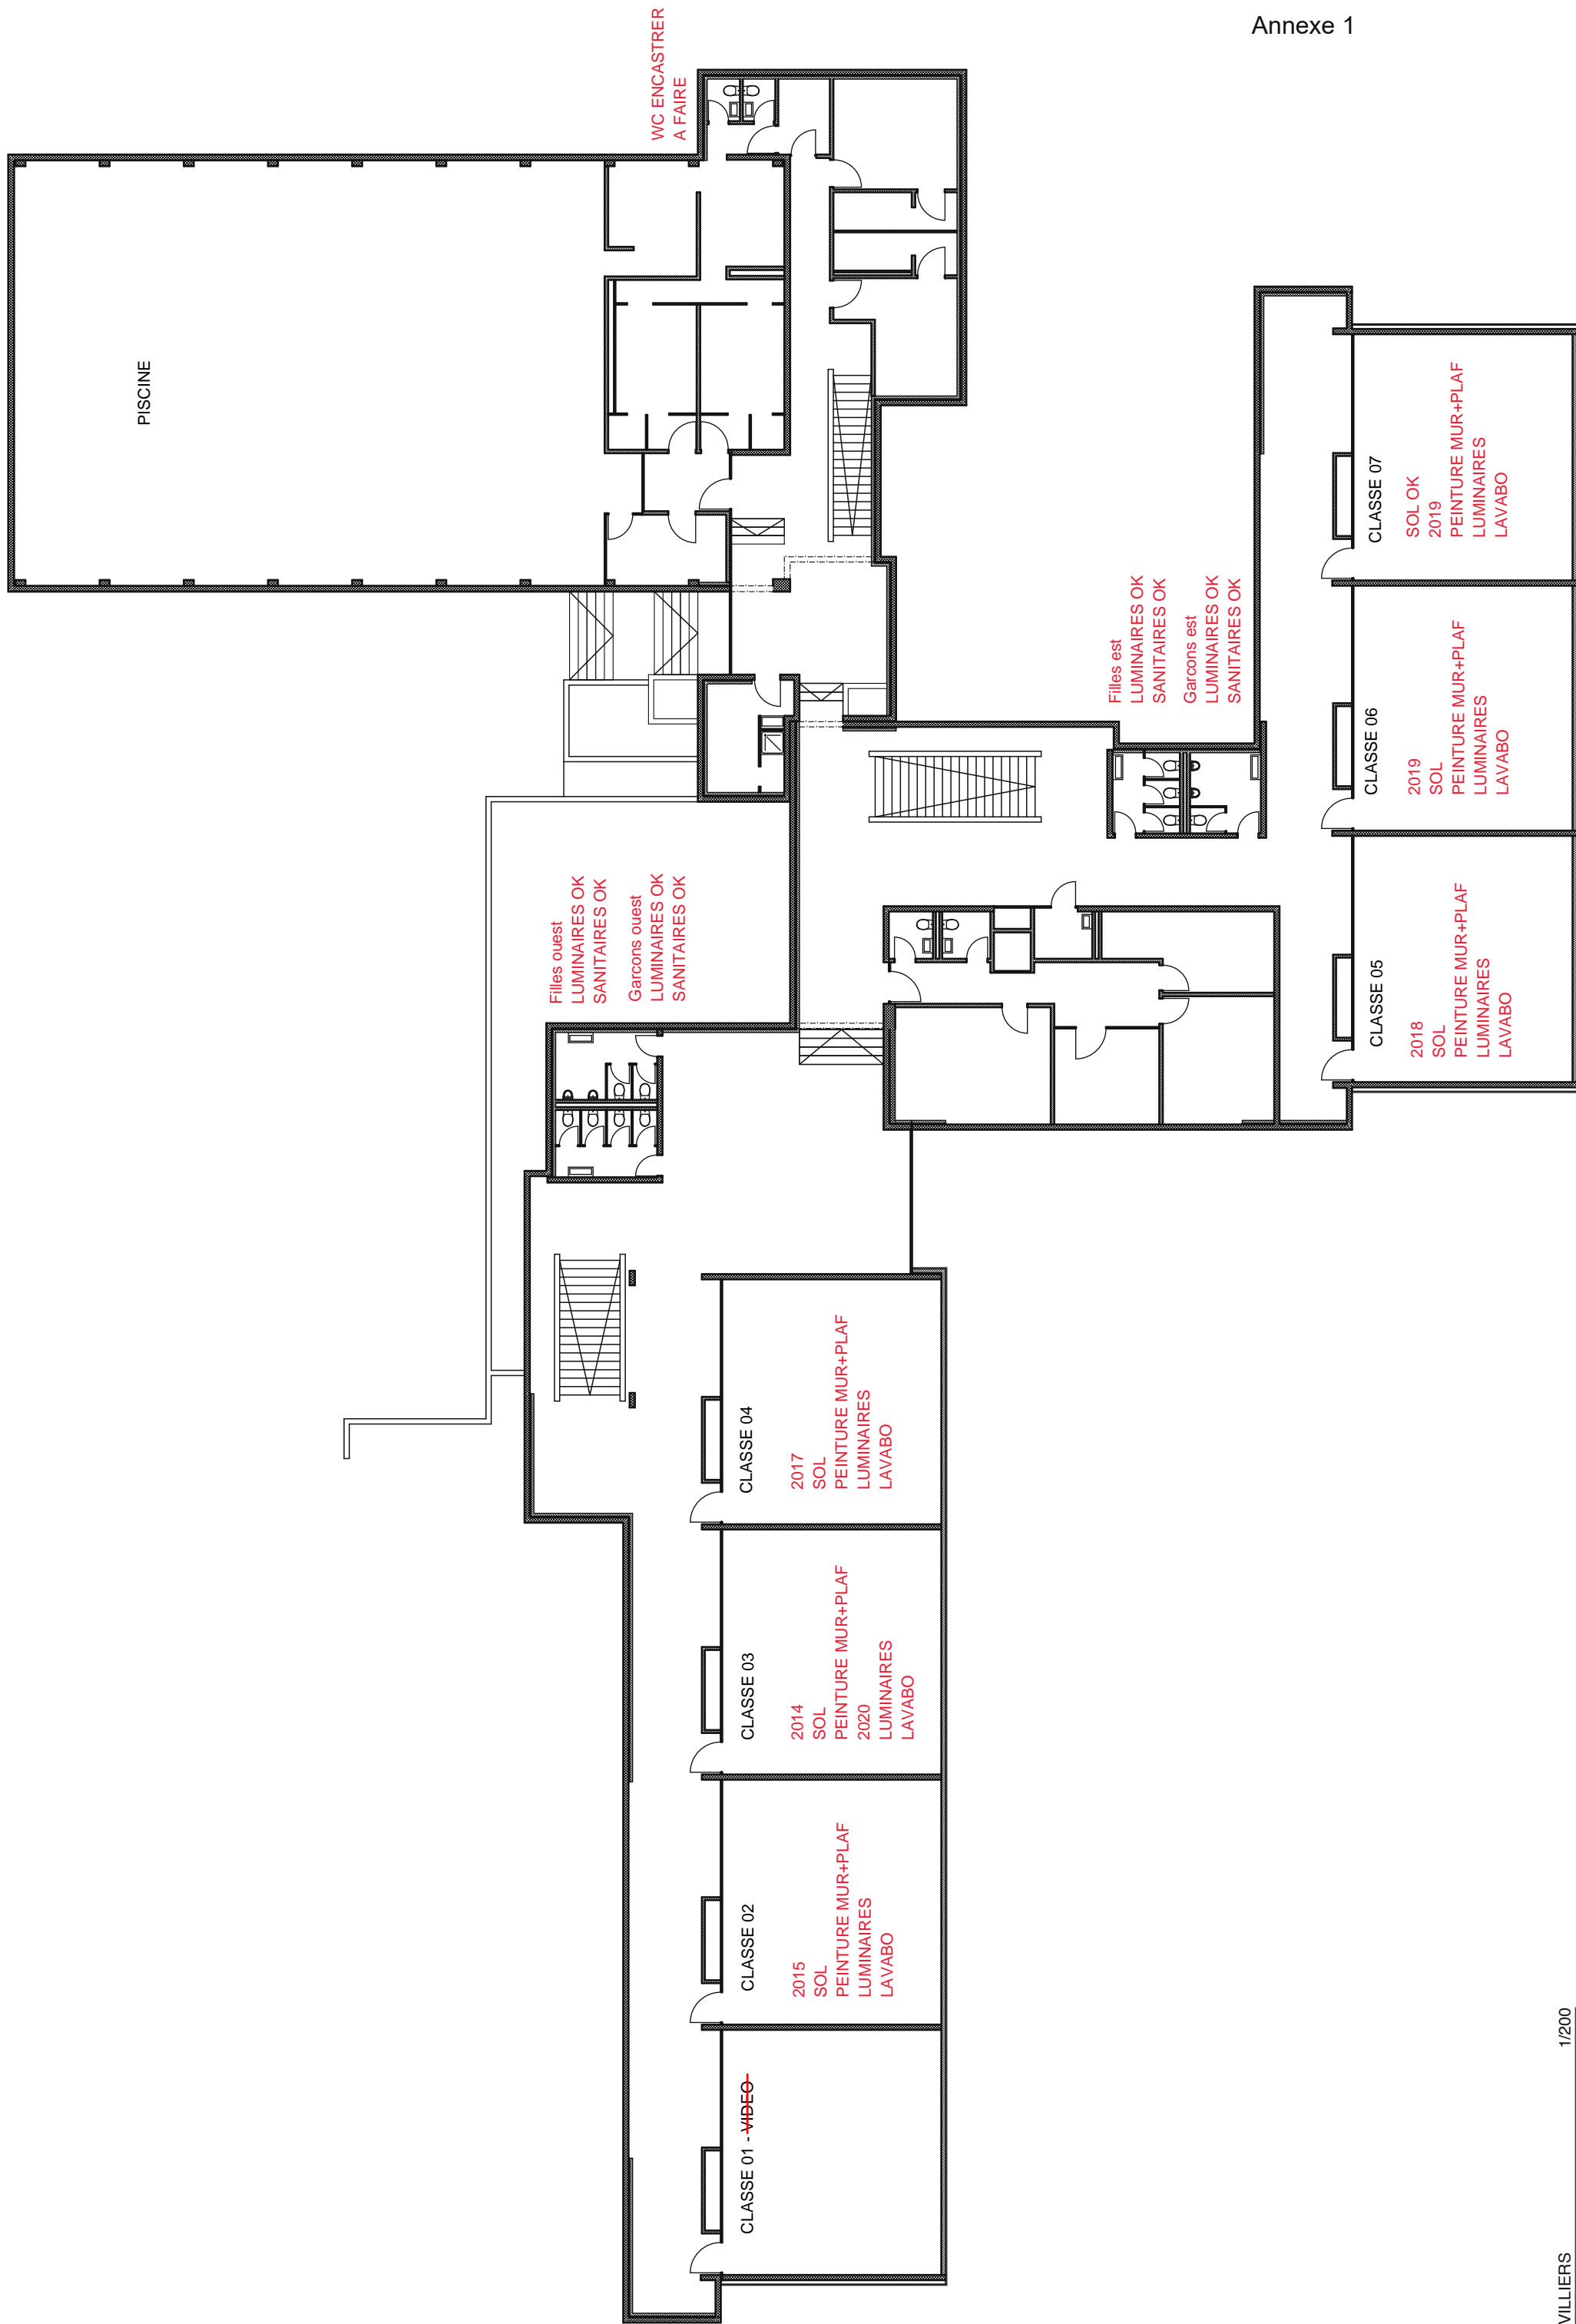 Annexe 1
WC ENCASTRER
A FAIRE
PISCINE
Filles ouest
LUMINAIRES OK
SANITAIRES OK
Garcons ouest
LUMINAIRES OK
SANITAIRES OK
Filles est
LUMINAIRES OK
SANITAIRES OK
Garcons est
LUMINAIRES OK
SANITAIRES OK
CLASSE 01 - VIDEO
CLASSE 02
2015
SOL
PEINTURE MUR+PLAF
LUMINAIRES
LAVABO
CLASSE 03
2014
SOL
PEINTURE MUR+PLAF
2020
LUMINAIRES
LAVABO
CLASSE 04
2017
SOL
PEINTURE MUR+PLAF
LUMINAIRES
LAVABO
CLASSE 05
2018
SOL
PEINTURE MUR+PLAF
LUMINAIRES
LAVABO
CLASSE 06
2019
SOL
PEINTURE MUR+PLAF
LUMINAIRES
LAVABO
CLASSE 07
SOL OK
2019
PEINTURE MUR+PLAF
LUMINAIRES
LAVABO
VILLIERS 1/200